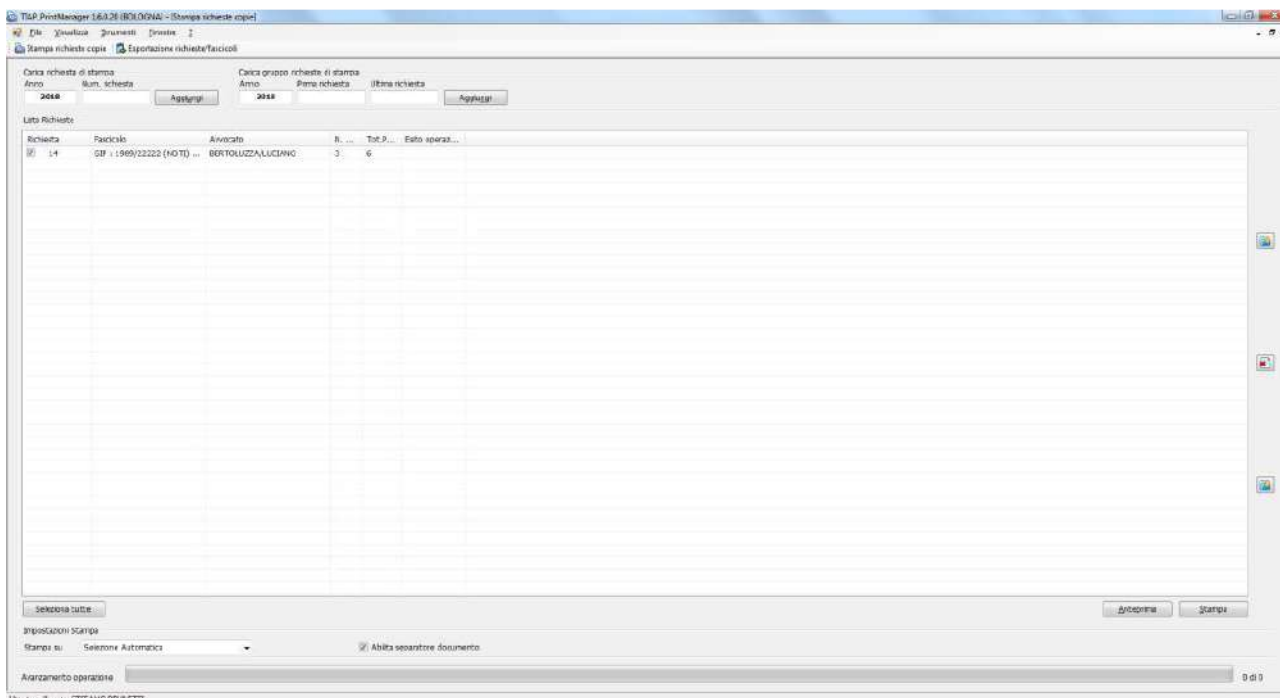 TIAP PrintManager 1.6.0.26 (BOLOGNA) - [Stampa richieste copie]
File Visualizza Strumenti Finestre ?
Stampa richieste copie Esportazione richieste/fascicoli
Carica richiesta di stampa Carica gruppo richieste di stampa
Anno Num. richiesta Anno Prima richiesta Ultima richiesta
2018 Aggiungi 2018 Aggiungi
Lista Richieste
Richiesta Fascicolo Avvocato N. ... Tot.P... Esito operaz...
14 GIP : 1989/22222 (NOTI) ... BERTOLUZZA/LUCIANO 3 6
Seleziona tutte Anteprima Stampa
Impostazioni Stampa
Stampa su Selezione Automatica Abilita separatore documento
Avanzamento operazione 0 di 0